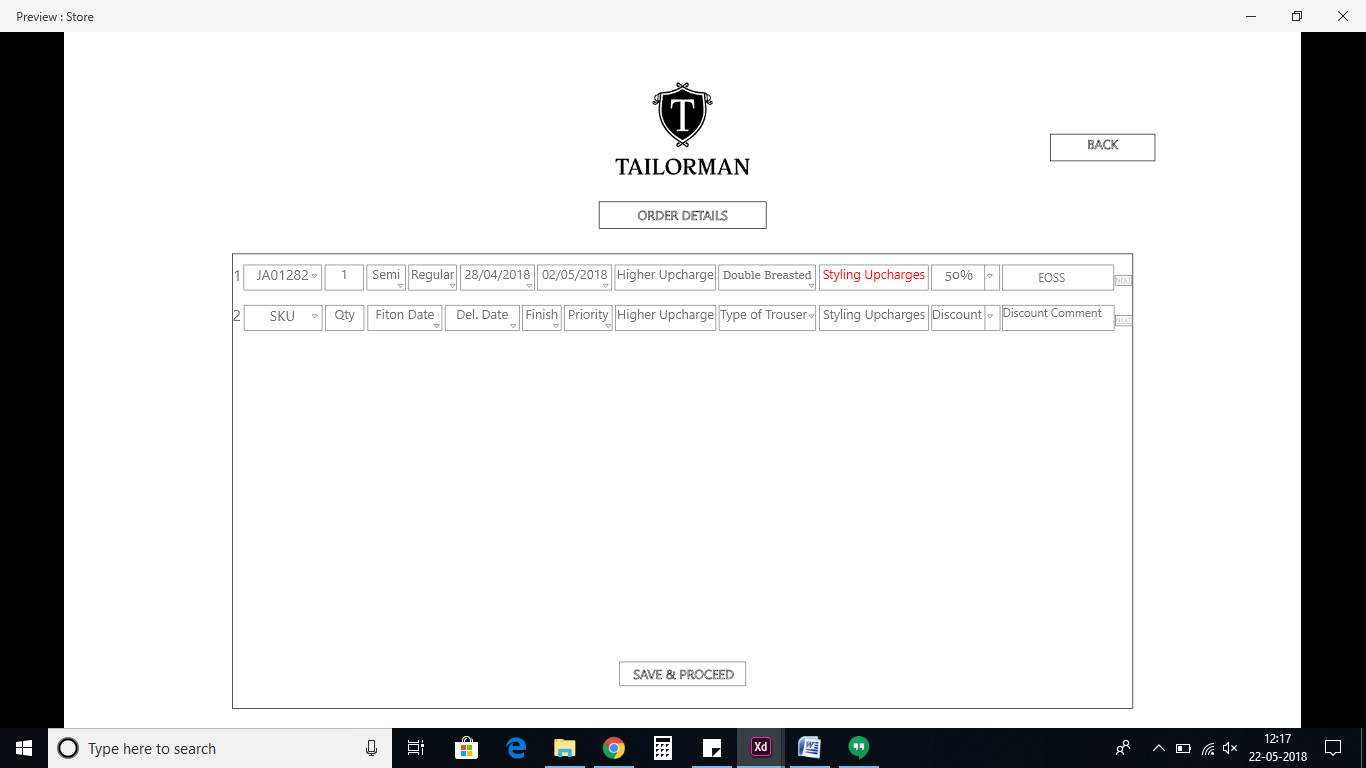 Preview : Store
T
TAILORMAN
BACK
ORDER DETAILS
1 JA01282 1 Semi Regular 28/04/2018 02/05/2018 Higher Upcharge Double Breasted Styling Upcharges 50% EOSS NEXT
2 SKU Qty Fiton Date Del. Date Finish Priority Higher Upcharge Type of Trouser Styling Upcharges Discount Discount Comment NEXT
SAVE & PROCEED
Type here to search
Xd
W
12:17
22-05-2018